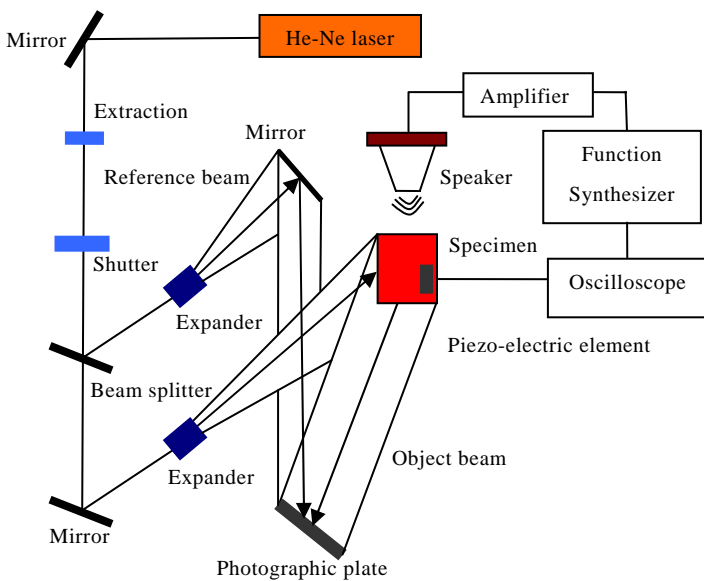 Mirror
He-Ne laser
Extraction
Mirror
Amplifier
Reference beam
Speaker
Function
Synthesizer
Shutter
Expander
Specimen
Oscilloscope
Piezo-electric element
Beam splitter
Expander
Object beam
Mirror
Photographic plate